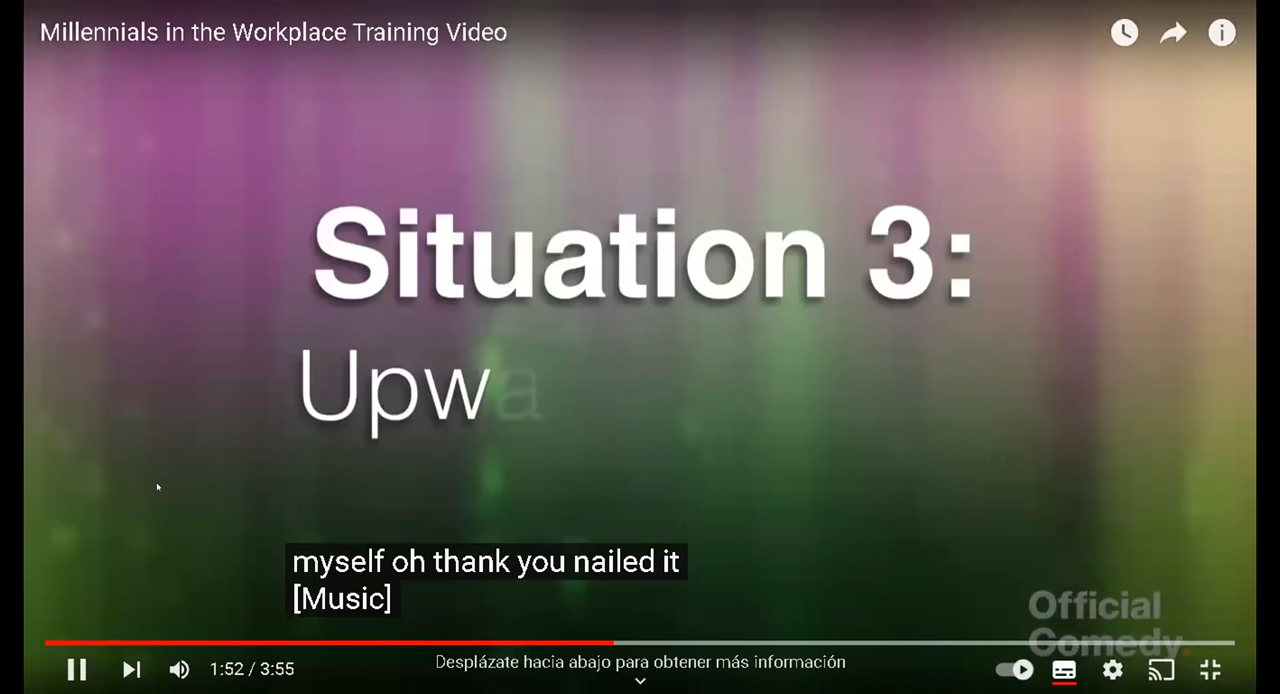 Millennials in the Workplace Training Video
Situation 3:
Upwa
myself oh thank you nailed it
[Music]
Official
Comedy.
1:52 / 3:55
Desplázate hacia abajo para obtener más información